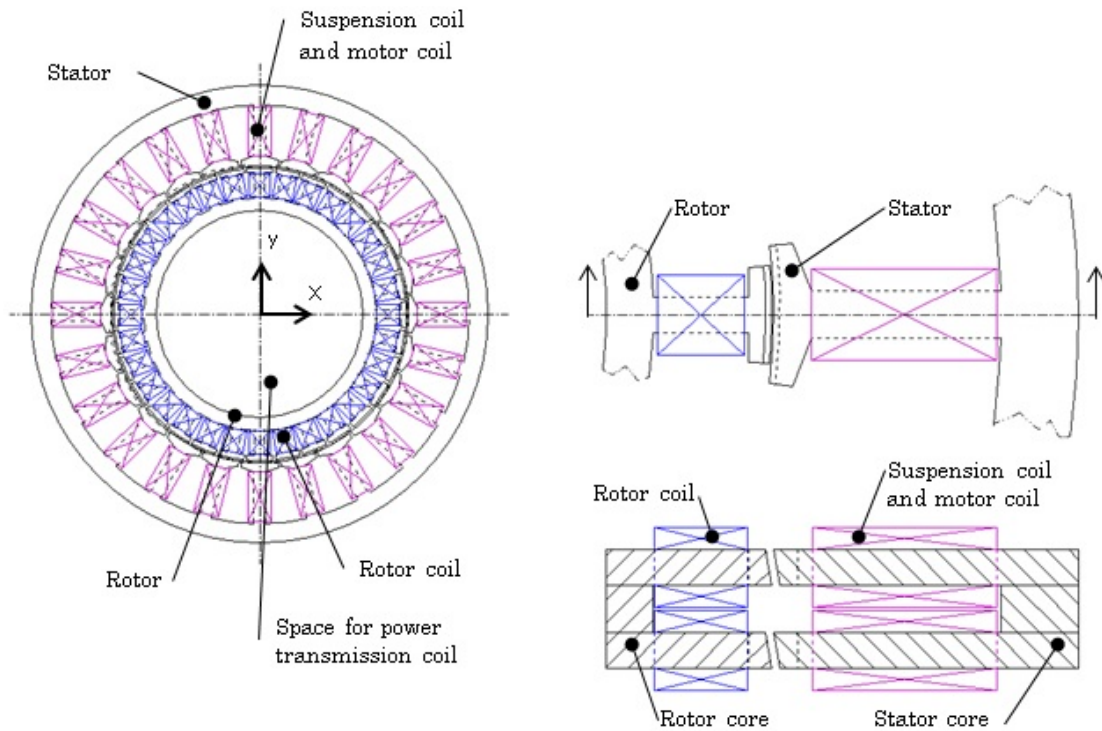 Suspension coil
and motor coil
Stator
y
X
Rotor
Rotor coil
Space for power
transmission coil
Rotor
Stator
Rotor coil
Suspension coil
and motor coil
Rotor core
Stator core